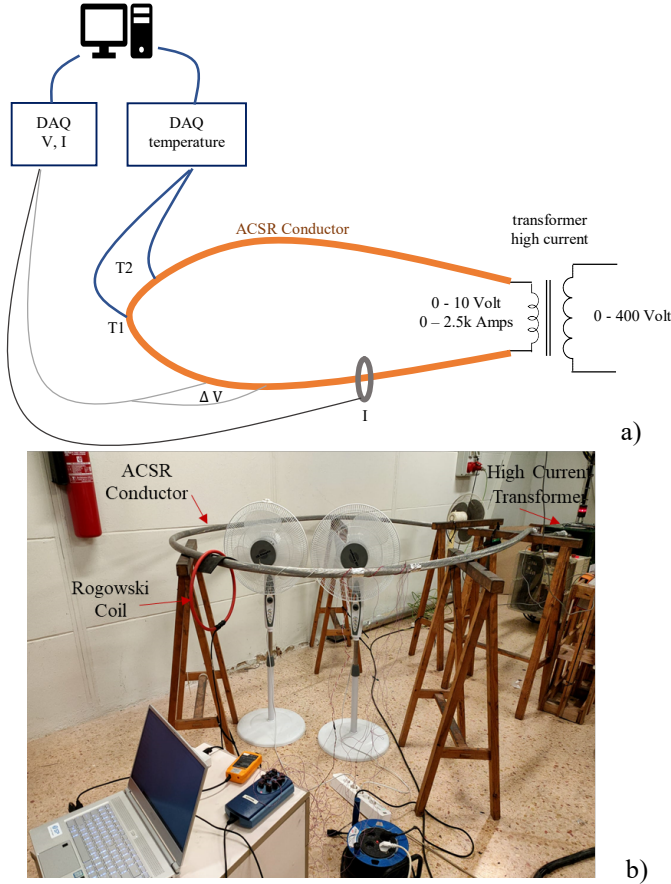 DAQ
V, I
DAQ
temperature
transformer
high current
ACSR Conductor
T2
0 - 10 Volt
0 – 2.5k Amps
0 - 400 Volt
T1
Δ V
I
a)
ACSR
Conductor
High Current
Transformer
Rogowski
Coil
b)